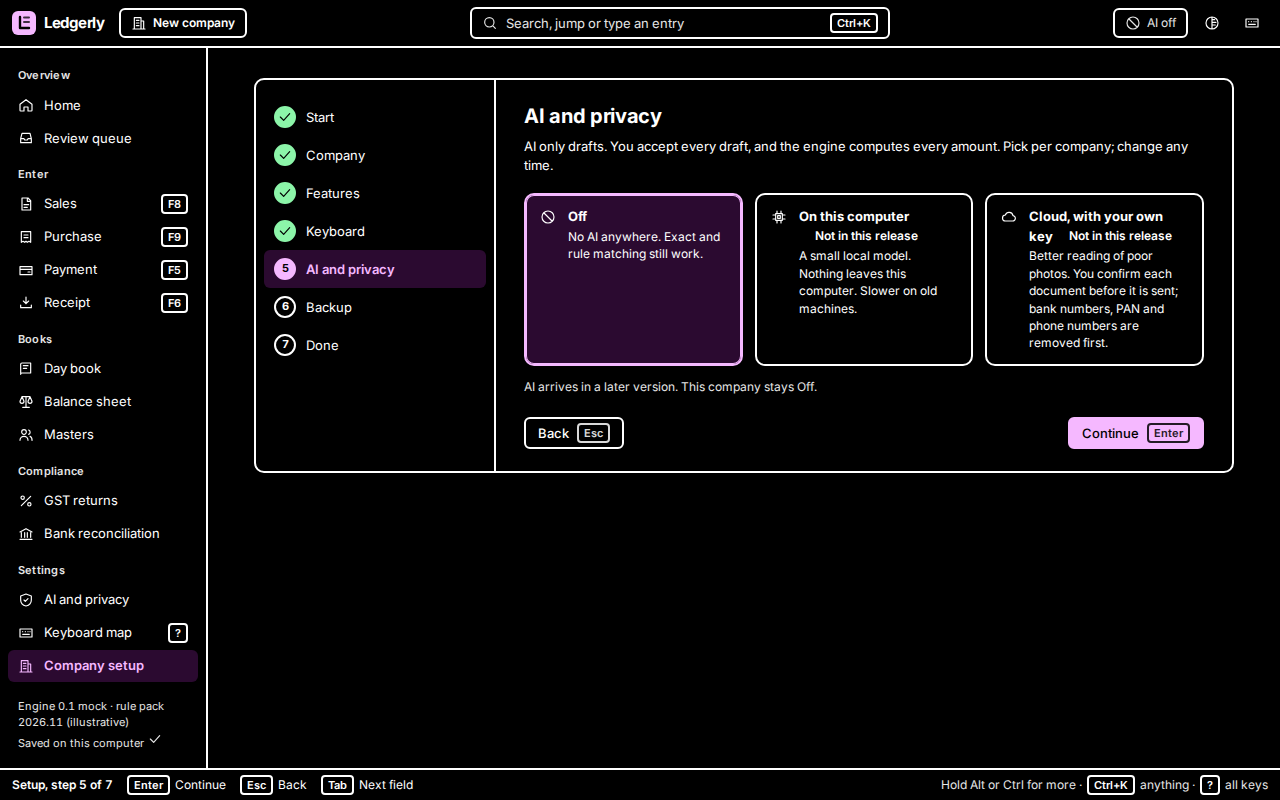 Ledgerly
New company
Search, jump or type an entry
Ctrl+K
AI off
Overview
Home
Review queue
Enter
Sales F8
Purchase F9
Payment F5
Receipt F6
Books
Day book
Balance sheet
Masters
Compliance
GST returns
Bank reconciliation
Settings
AI and privacy
Keyboard map ?
Company setup
Engine 0.1 mock · rule pack
2026.11 (illustrative)
Saved on this computer
Start
Company
Features
Keyboard
5 AI and privacy
6 Backup
7 Done
AI and privacy
AI only drafts. You accept every draft, and the engine computes every amount. Pick per company; change any
time.
Off
No AI anywhere. Exact and
rule matching still work.
On this computer
Not in this release
A small local model.
Nothing leaves this
computer. Slower on old
machines.
Cloud, with your own
key Not in this release
Better reading of poor
photos. You confirm each
document before it is sent;
bank numbers, PAN and
phone numbers are
removed first.
AI arrives in a later version. This company stays Off.
Back Esc
Continue Enter
Setup, step 5 of 7 Enter Continue Esc Back Tab Next field
Hold Alt or Ctrl for more · Ctrl+K anything · ? all keys